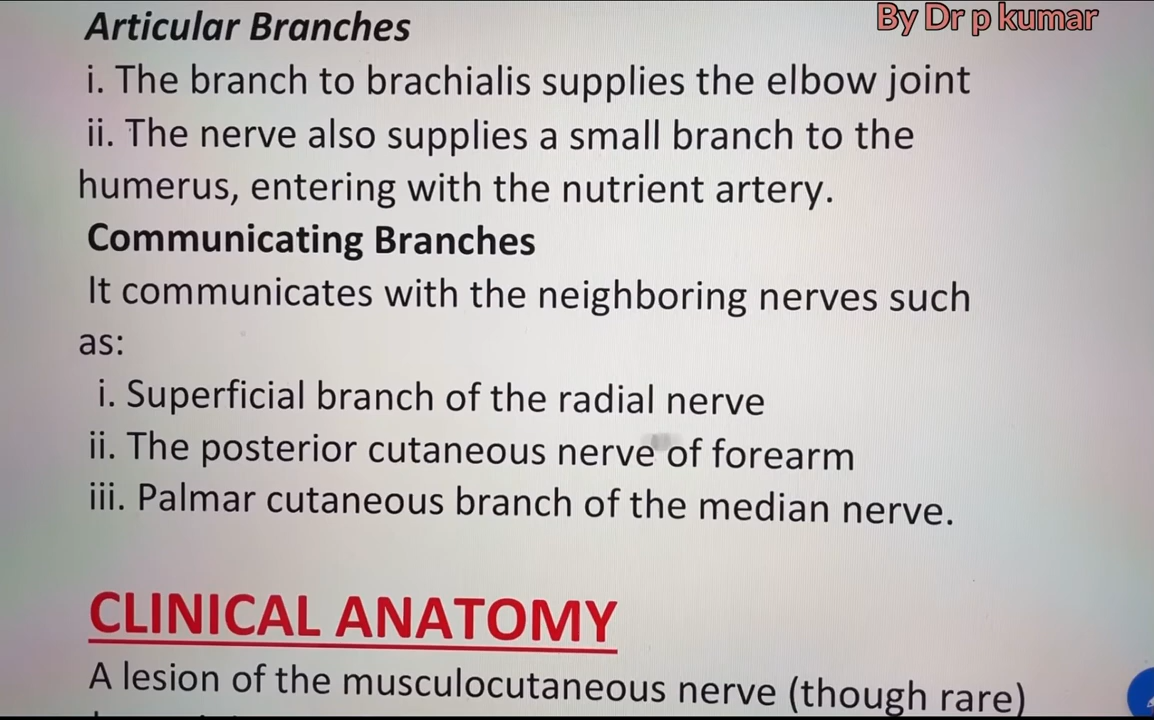 By Dr p kumar
Articular Branches
i. The branch to brachialis supplies the elbow joint
ii. The nerve also supplies a small branch to the
humerus, entering with the nutrient artery.
Communicating Branches
It communicates with the neighboring nerves such
as:
i. Superficial branch of the radial nerve
ii. The posterior cutaneous nerve of forearm
iii. Palmar cutaneous branch of the median nerve.
CLINICAL ANATOMY
A lesion of the musculocutaneous nerve (though rare)